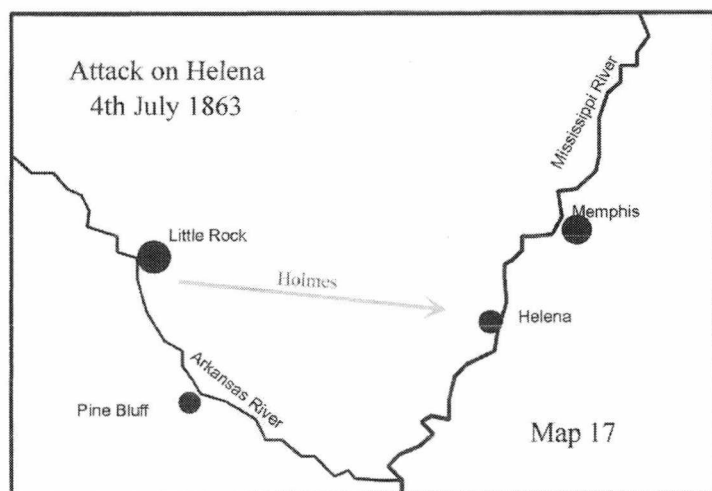 Attack on Helena
4th July 1863
Mississippi River
Memphis
Little Rock
Holmes
Helena
Arkansas River
Pine Bluff
Map 17